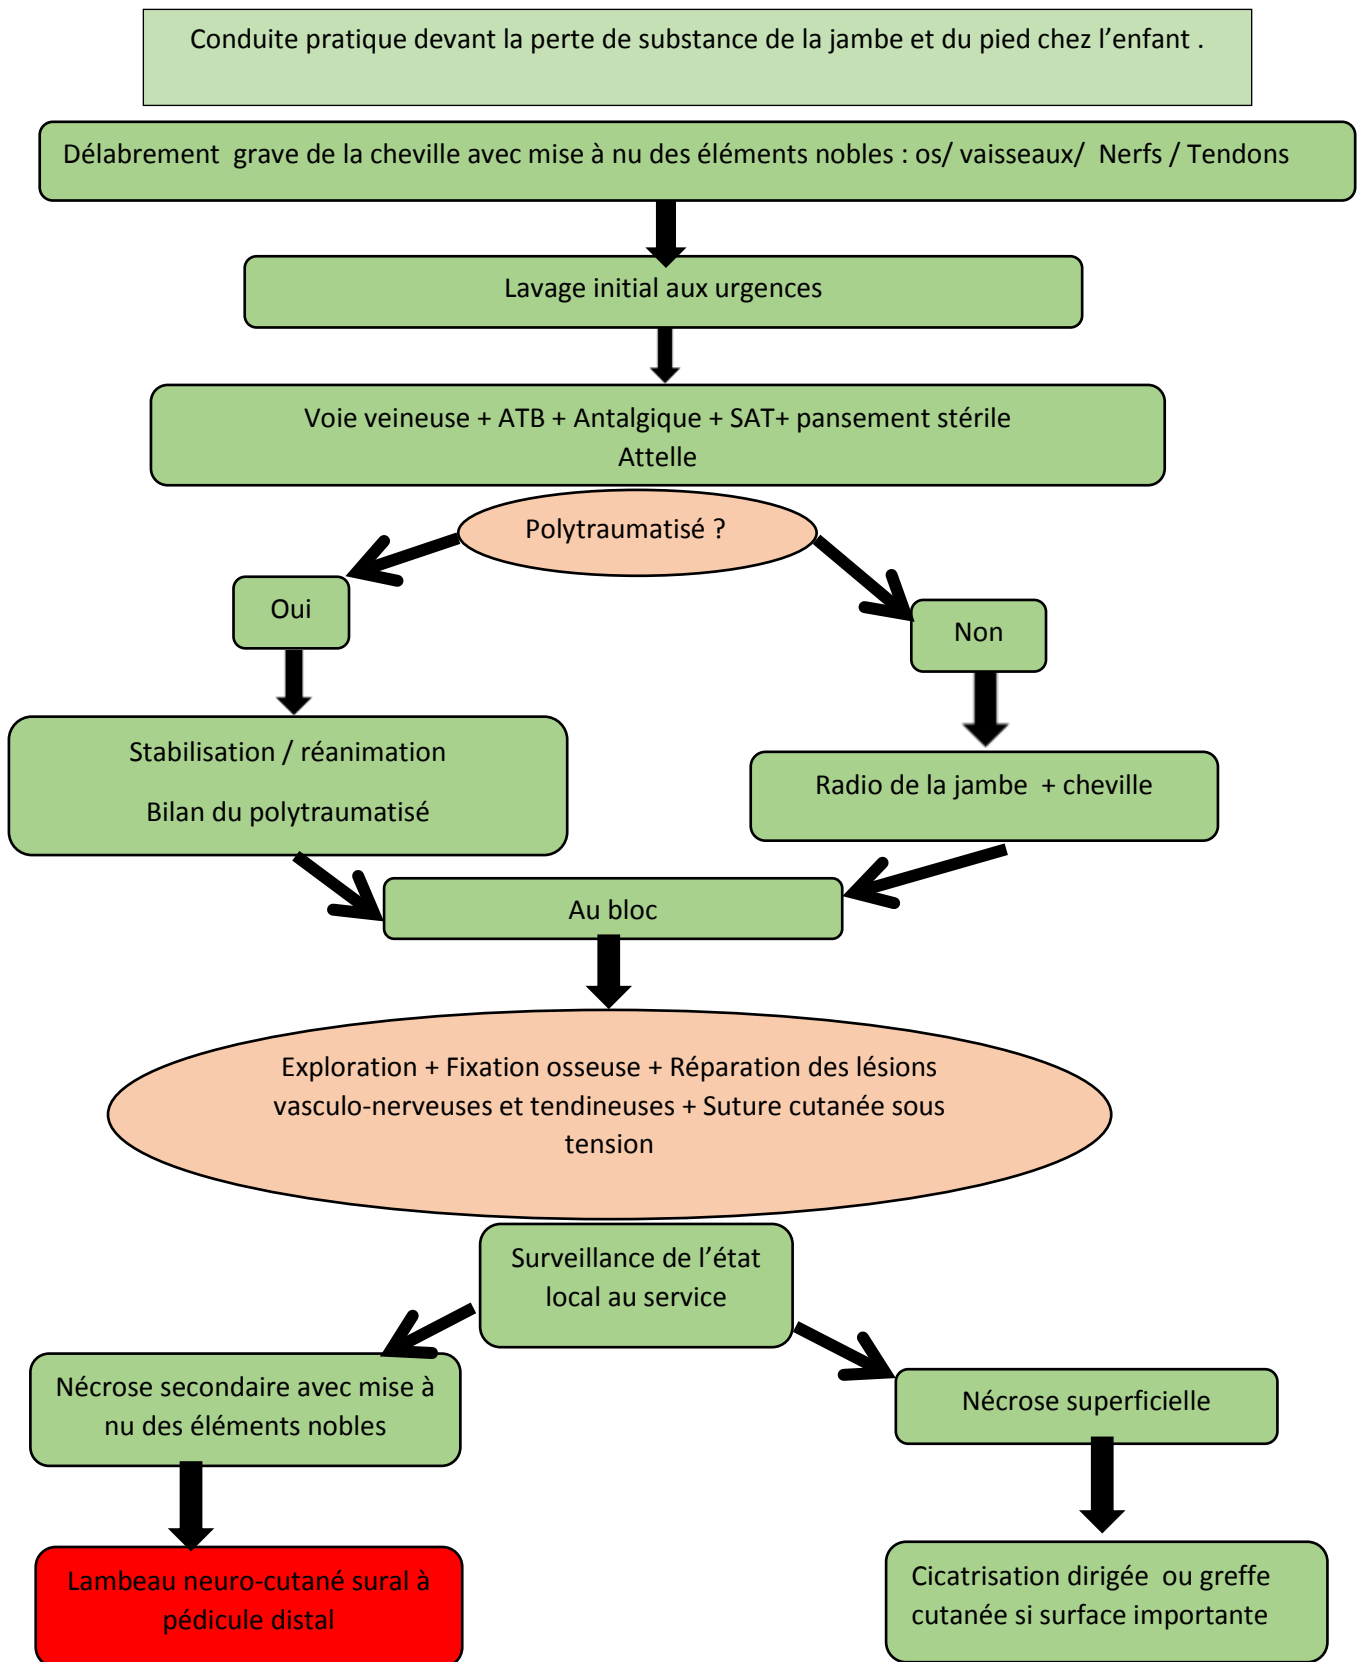 Conduite pratique devant la perte de substance de la jambe et du pied chez l’enfant .
Délabrement grave de la cheville avec mise à nu des éléments nobles : os/ vaisseaux/ Nerfs / Tendons
Lavage initial aux urgences
Voie veineuse + ATB + Antalgique + SAT+ pansement stérile
Attelle
Polytraumatisé ?
Oui
Non
Stabilisation / réanimation
Bilan du polytraumatisé
Radio de la jambe + cheville
Au bloc
Exploration + Fixation osseuse + Réparation des lésions
vasculo-nerveuses et tendineuses + Suture cutanée sous
tension
Surveillance de l’état
local au service
Nécrose secondaire avec mise à
nu des éléments nobles
Nécrose superficielle
Lambeau neuro-cutané sural à
pédicule distal
Cicatrisation dirigée ou greffe
cutanée si surface importante